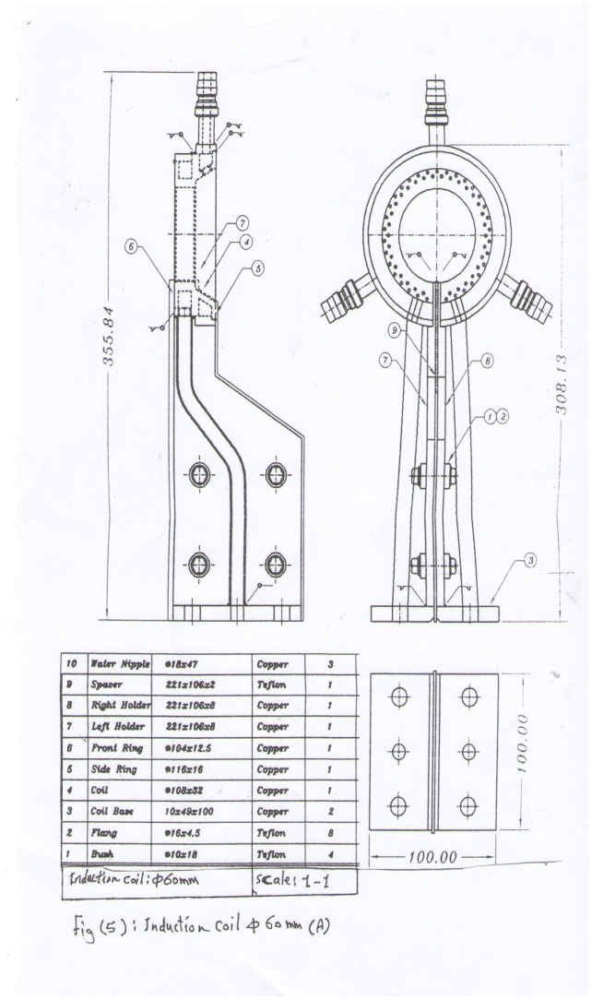 355.84
308.13
7
4
5
6
9
7
8
1 2
3
10 Water Nipple ø18x47 Copper 3
9 Spacer 221x106x2 Teflon 1
8 Right Holder 221x106x8 Copper 1
7 Left Holder 221x106x8 Copper 1
6 Front Ring ø104x12.5 Copper 1
5 Side Ring ø116x16 Copper 1
4 Coil ø108x32 Copper 1
3 Coil Base 10x49x100 Copper 2
2 Flang ø16x4.5 Teflon 8
1 Bush ø10x18 Teflon 4
Induction coil: Φ60mm Scale: 1-1
100.00
100.00
Fig (5): Induction Coil Φ 60 mm (A)